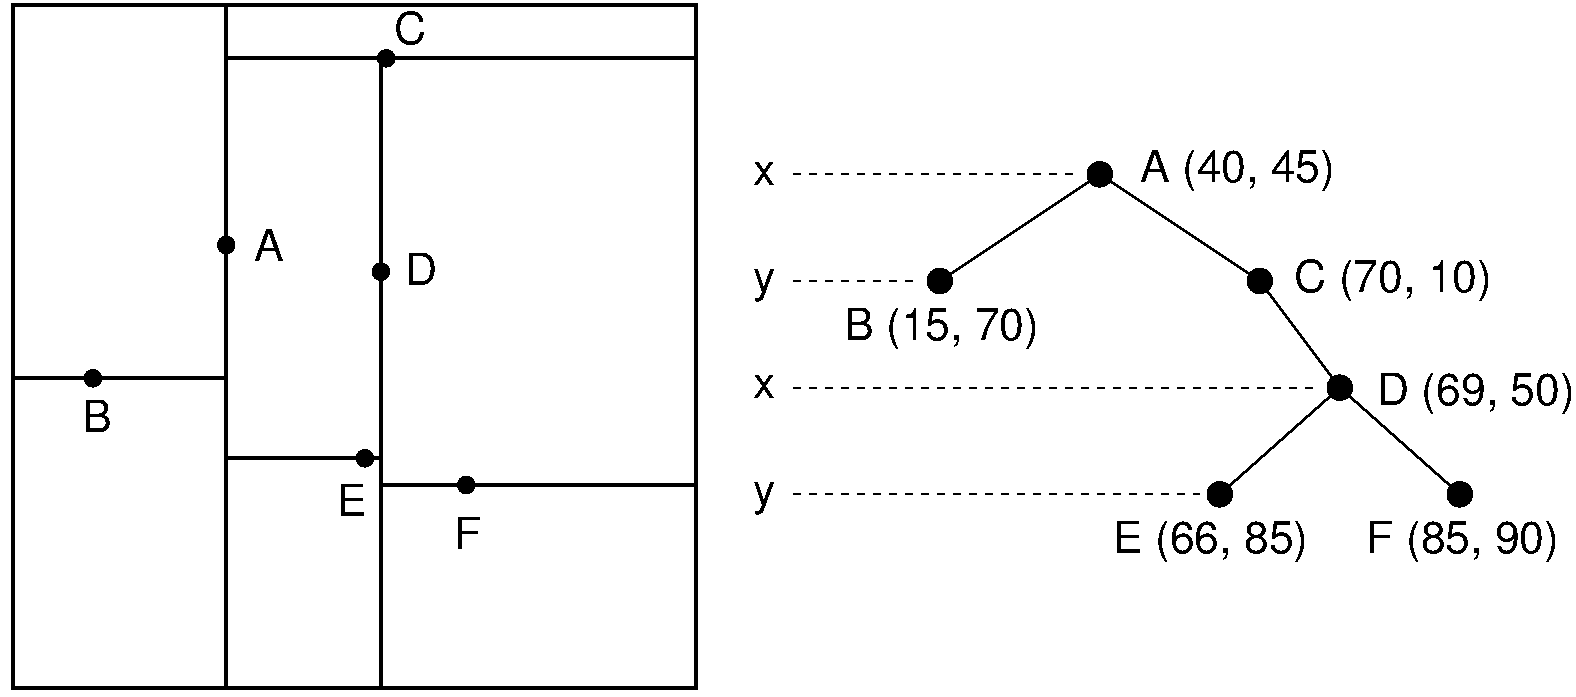 C
A
D
B
E
F
x
A (40, 45)
y
C (70, 10)
B (15, 70)
x
D (69, 50)
y
E (66, 85)
F (85, 90)